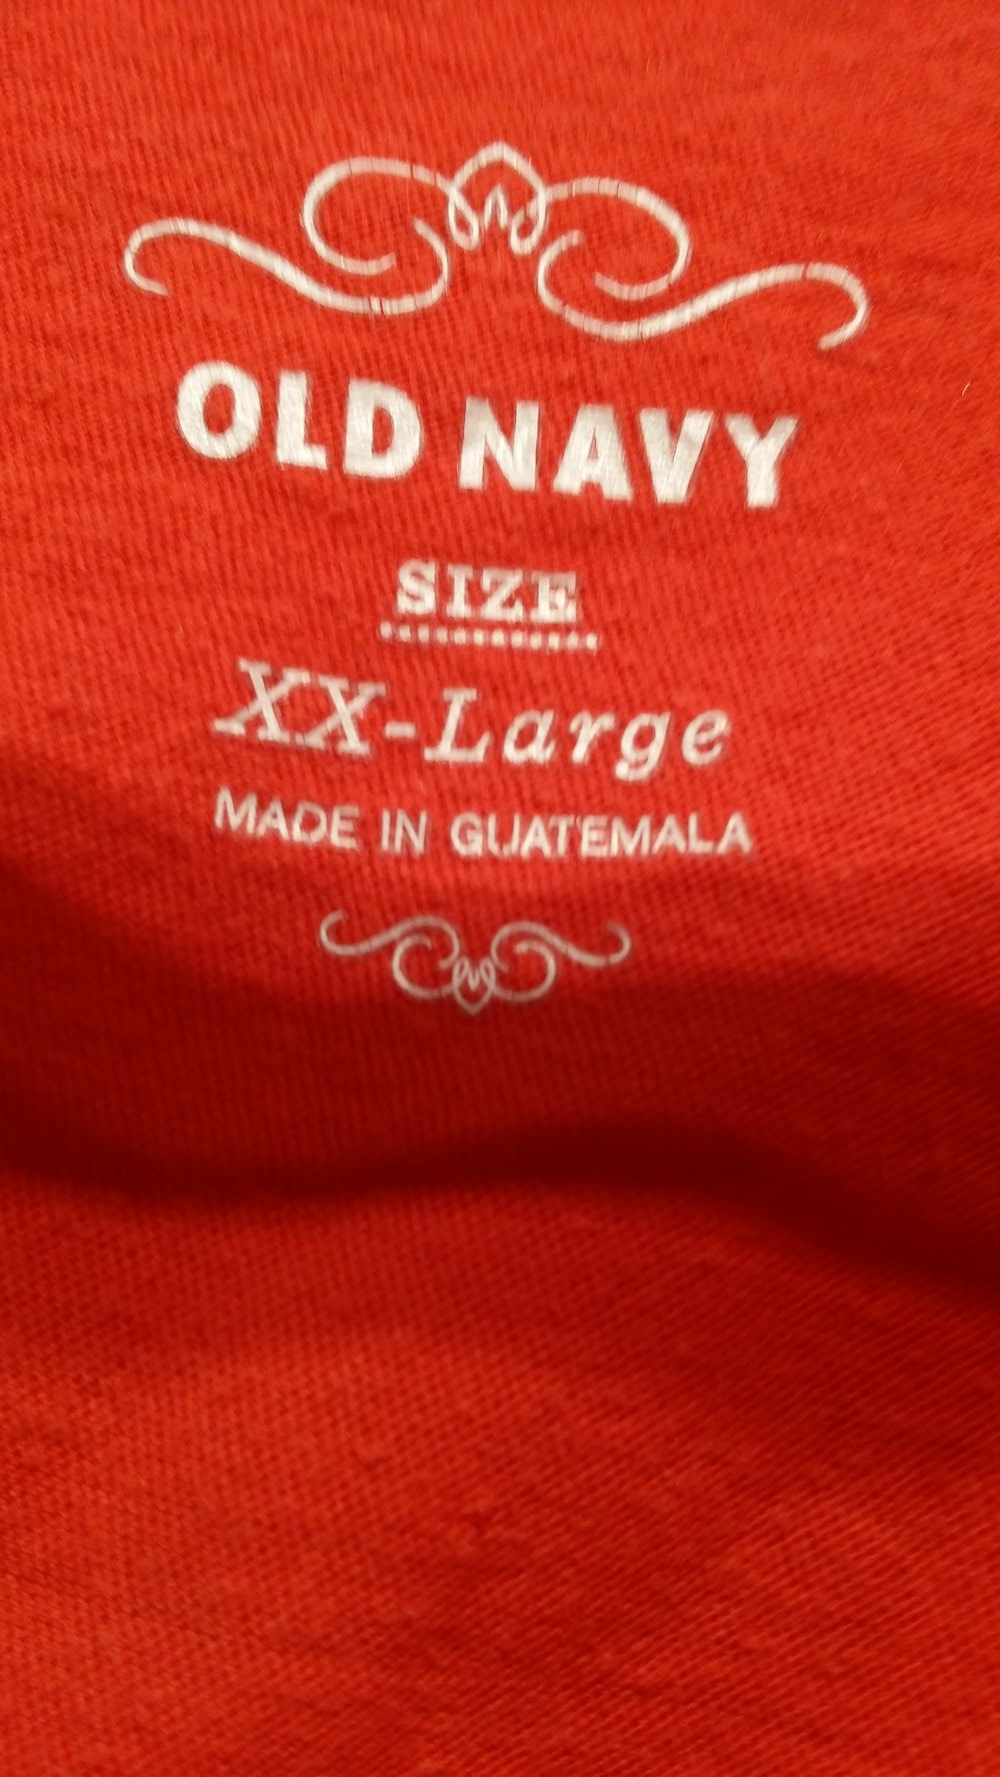 OLD NAVY
SIZE
XX-Large
MADE IN GUATEMALA